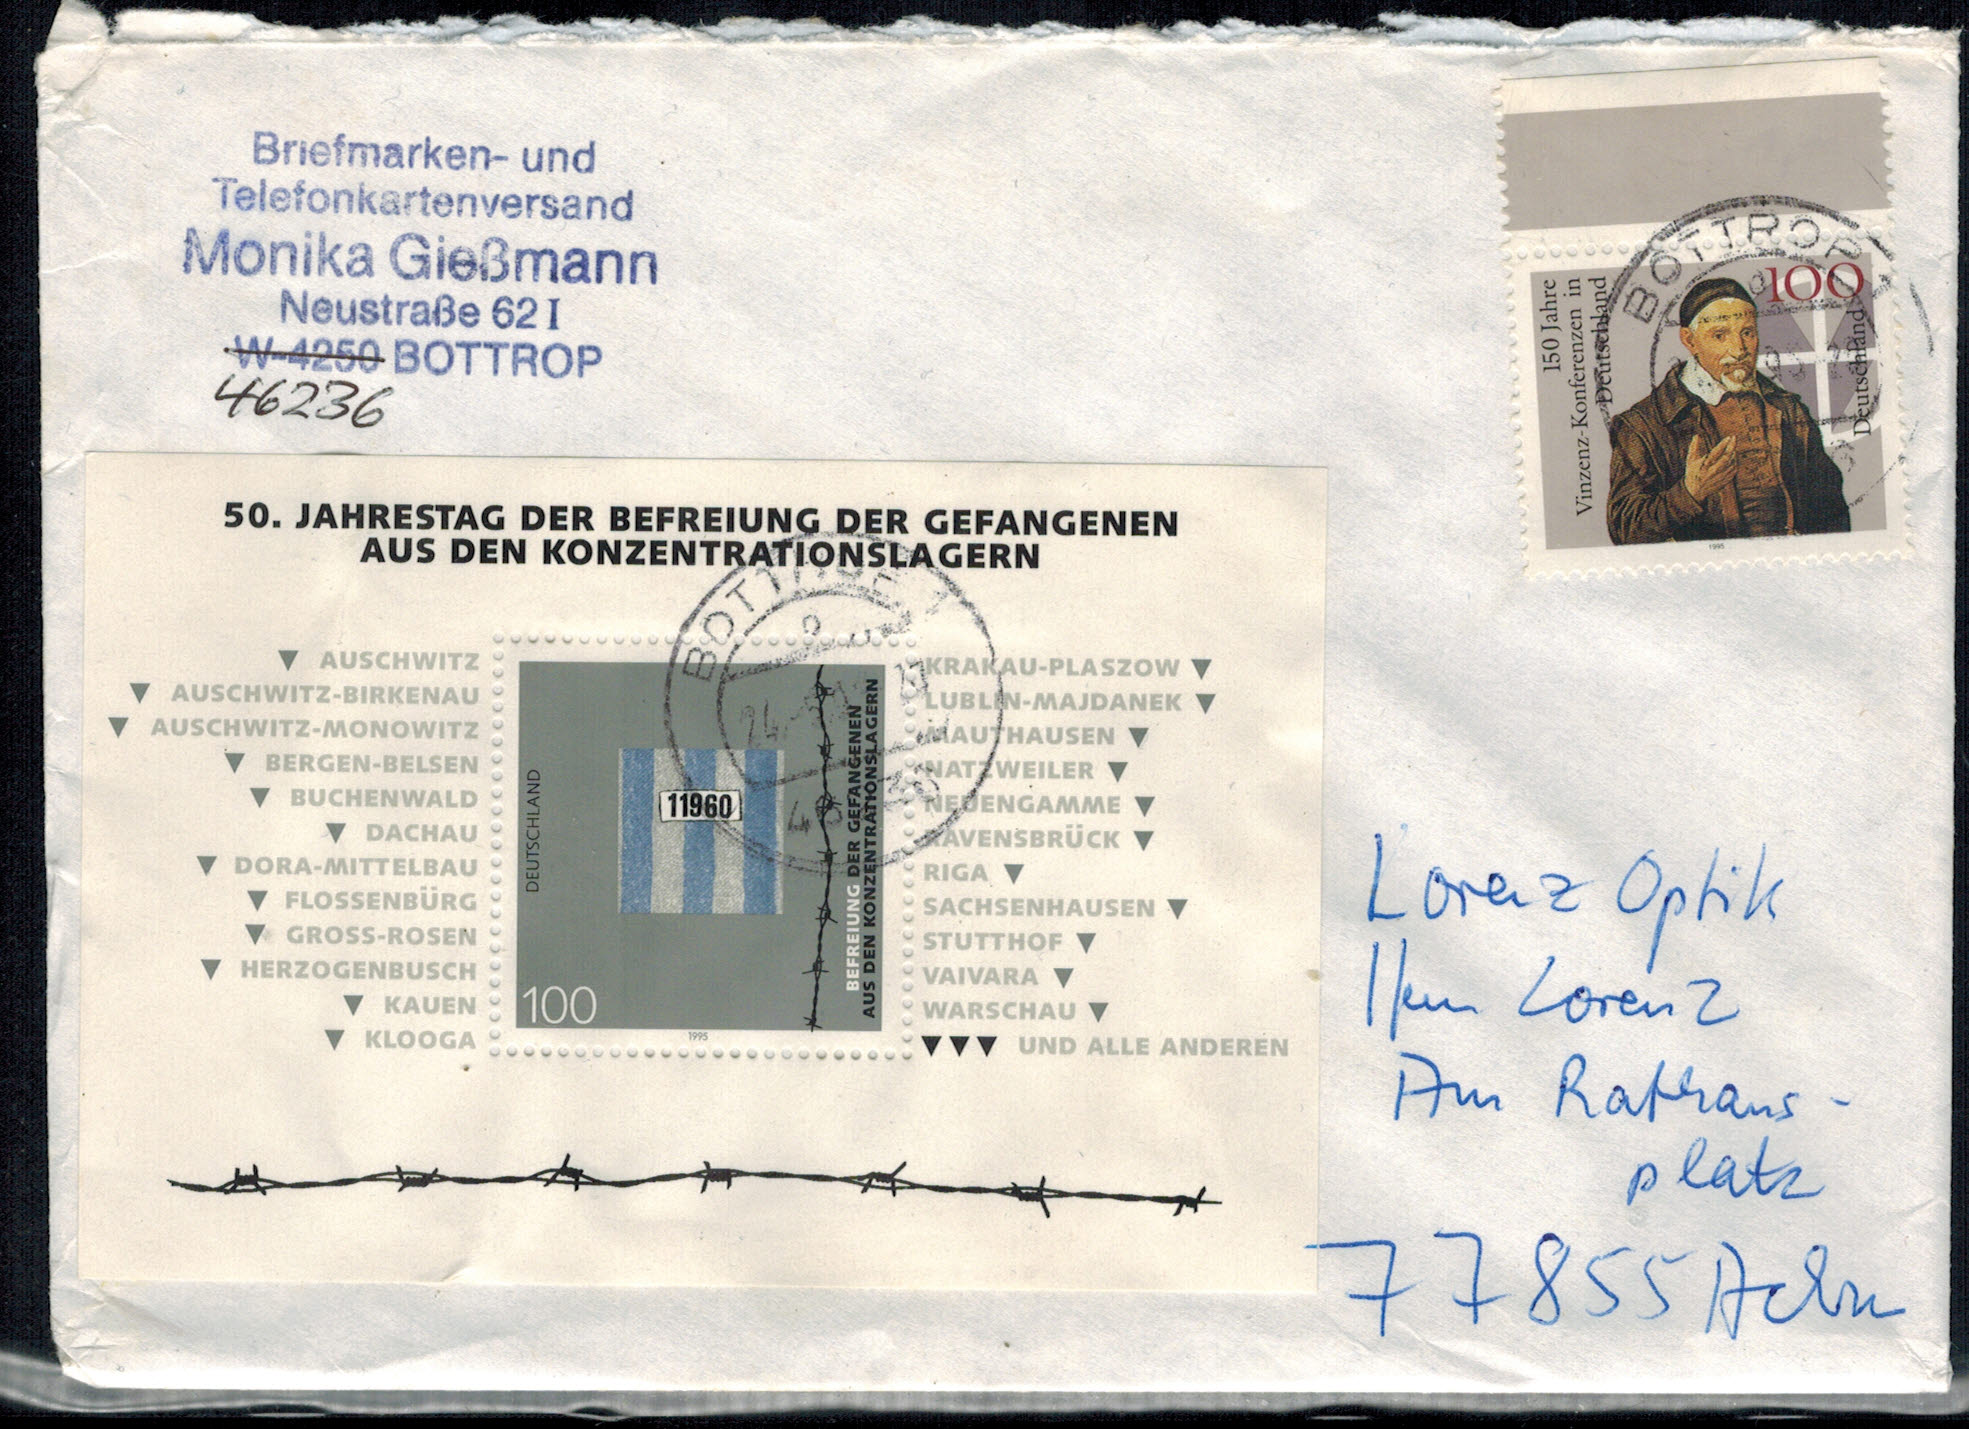 Briefmarken- und
Telefonkartenversand
Monika Gießmann
Neustraße 62 I
W-4250 BOTTROP
46236
BOTTROP 1
100
150 Jahre
Vinzenz-Konferenzen in
Deutschland
Deutschland
1995
50. JAHRESTAG DER BEFREIUNG DER GEFANGENEN
AUS DEN KONZENTRATIONSLAGERN
BOTTROP 1
AUSCHWITZ
AUSCHWITZ-BIRKENAU
AUSCHWITZ-MONOWITZ
BERGEN-BELSEN
BUCHENWALD
DACHAU
DORA-MITTELBAU
FLOSSENBÜRG
GROSS-ROSEN
HERZOGENBUSCH
KAUEN
KLOOGA
DEUTSCHLAND
11960
100
BEFREIUNG DER GEFANGENEN
AUS DEN KONZENTRATIONSLAGERN
1995
KRAKAU-PLASZOW
LUBLIN-MAJDANEK
MAUTHAUSEN
NATZWEILER
NEUENGAMME
RAVENSBRÜCK
RIGA
SACHSENHAUSEN
STUTTHOF
VAIVARA
WARSCHAU
UND ALLE ANDEREN
Lorenz Optik
Herrn Lorenz
Am Rathaus-
platz
77855 Achern